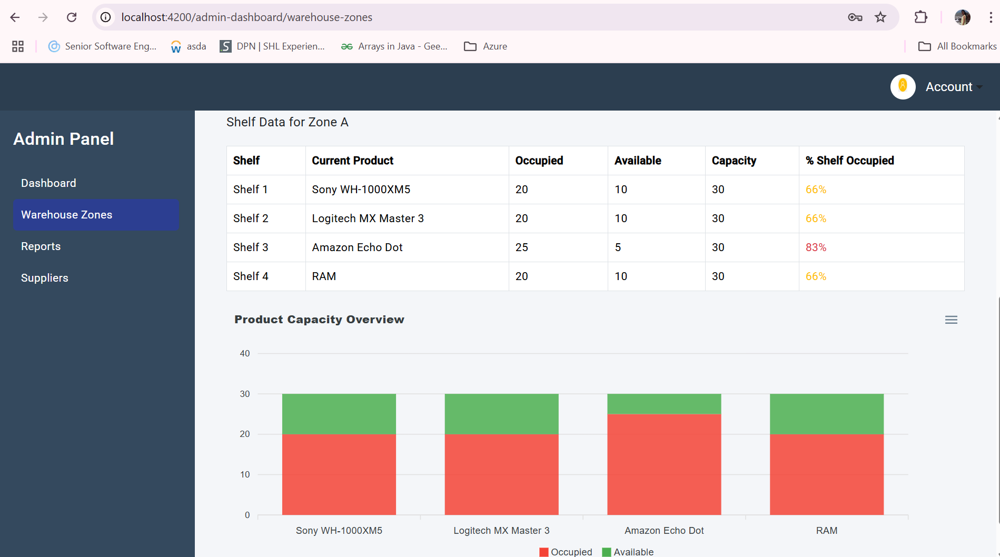 localhost:4200/admin-dashboard/warehouse-zones
Senior Software Eng... asda DPN | SHL Experien... Arrays in Java - Gee... Azure All Bookmarks
Account
Admin Panel
Dashboard
Warehouse Zones
Reports
Suppliers
Shelf Data for Zone A
Shelf Current Product Occupied Available Capacity % Shelf Occupied
Shelf 1 Sony WH-1000XM5 20 10 30 66%
Shelf 2 Logitech MX Master 3 20 10 30 66%
Shelf 3 Amazon Echo Dot 25 5 30 83%
Shelf 4 RAM 20 10 30 66%
Product Capacity Overview
40
30
20
10
0
Sony WH-1000XM5 Logitech MX Master 3 Amazon Echo Dot RAM
Occupied Available